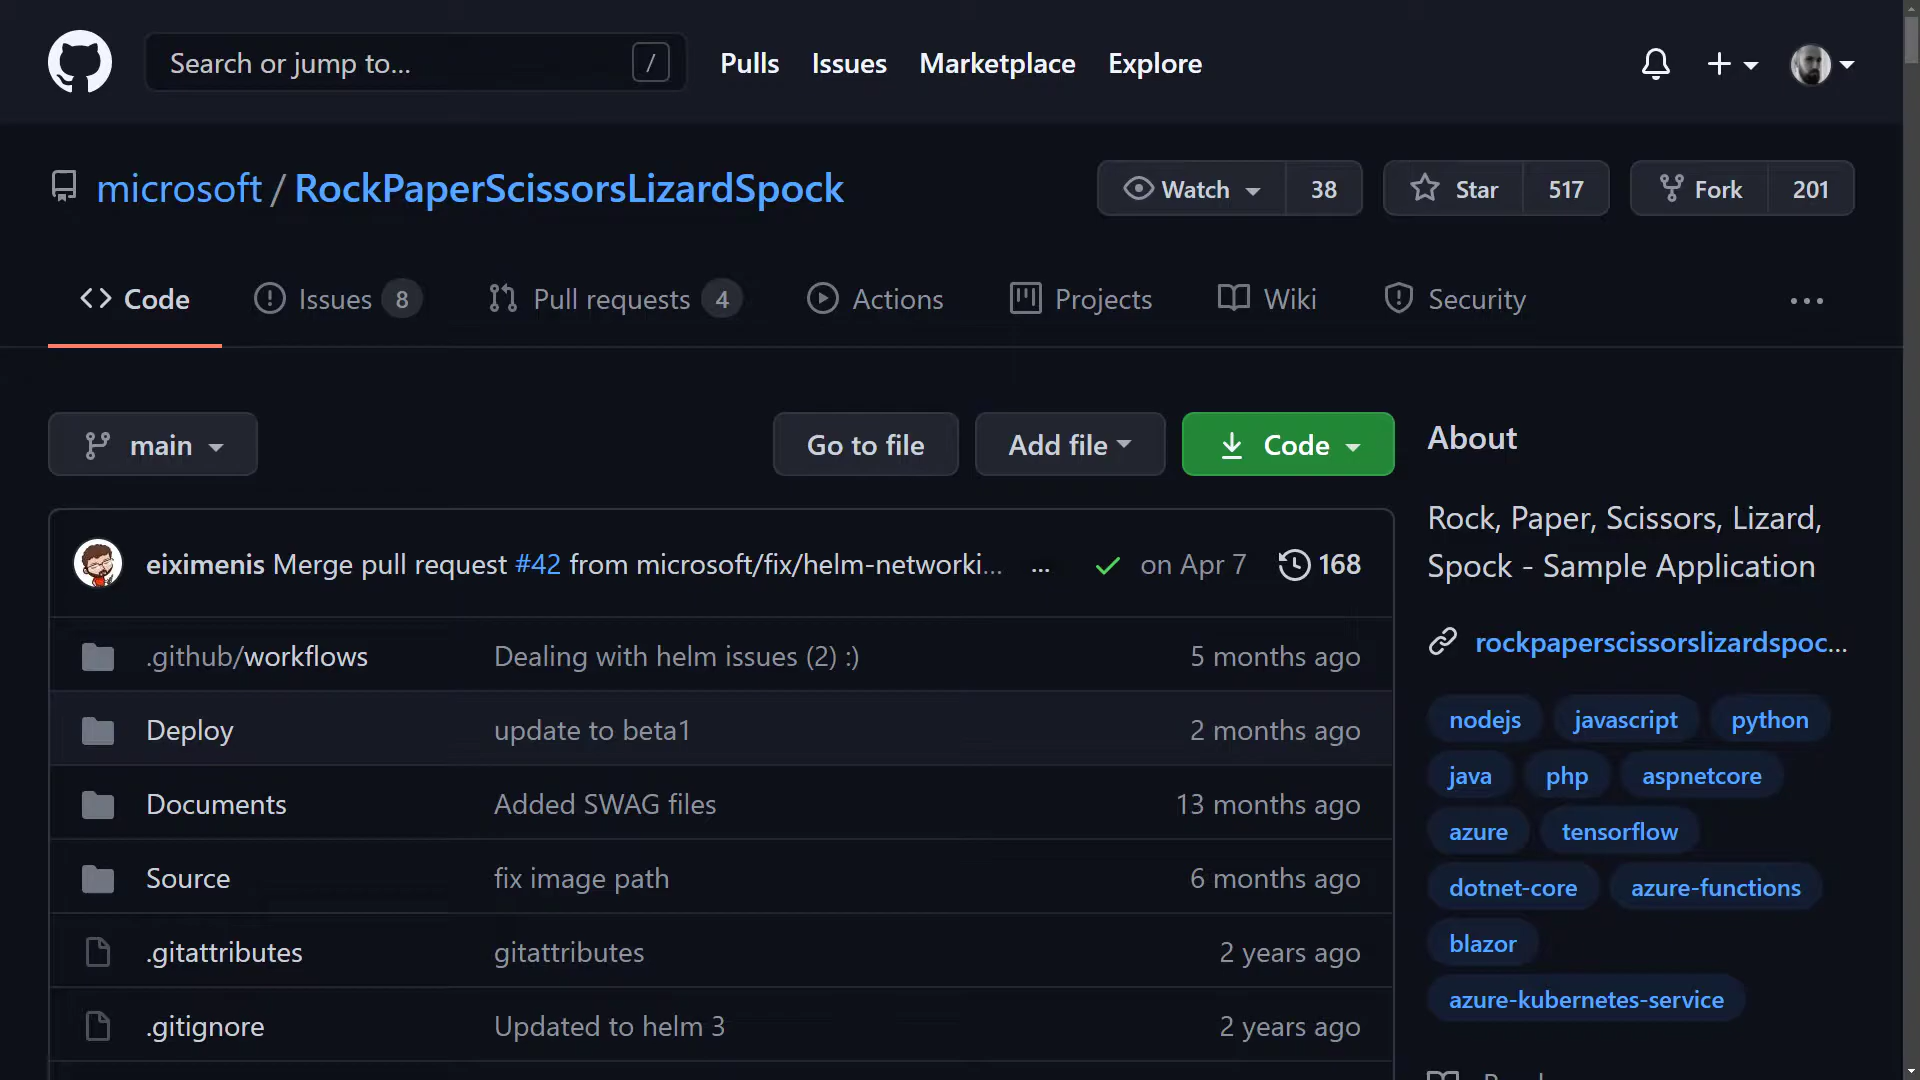 Search or jump to... /
Pulls Issues Marketplace Explore
microsoft / RockPaperScissorsLizardSpock
Watch 38 Star 517 Fork 201
Code Issues 8 Pull requests 4 Actions Projects Wiki Security ...
main Go to file Add file Code
About
Rock, Paper, Scissors, Lizard,
Spock - Sample Application
rockpaperscissorslizardspoc...
nodejs javascript python
java php aspnetcore
azure tensorflow
dotnet-core azure-functions
blazor
azure-kubernetes-service
eiximenis Merge pull request #42 from microsoft/fix/helm-networki... ... on Apr 7 168
.github/workflows Dealing with helm issues (2) :) 5 months ago
Deploy update to beta1 2 months ago
Documents Added SWAG files 13 months ago
Source fix image path 6 months ago
.gitattributes gitattributes 2 years ago
.gitignore Updated to helm 3 2 years ago